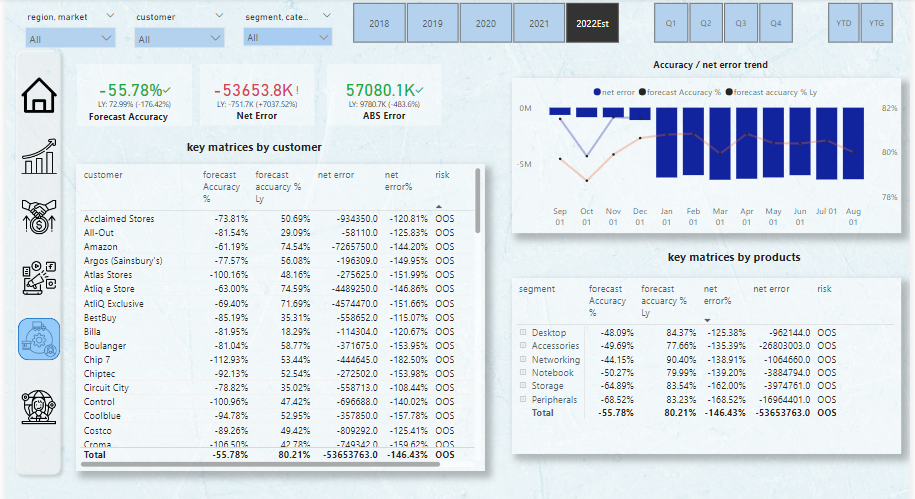 region, market
customer
segment, cate...
All
All
All
2018
2019
2020
2021
2022Est
Q1
Q2
Q3
Q4
YTD
YTG
-55.78%
LY: 72.99% (-176.42%)
Forecast Accuracy
-53653.8K!
LY: -751.7K (+7037.52%)
Net Error
57080.1K
LY: 9780.7K (-483.6%)
ABS Error
key matrices by customer
customer forecast Accuracy % forecast accuarcy % Ly net error net error% risk
Acclaimed Stores -73.81% 50.69% -934350.0 -120.81% OOS
All-Out -81.54% 29.09% -58110.0 -125.83% OOS
Amazon -61.19% 74.54% -7265750.0 -144.20% OOS
Argos (Sainsbury's) -77.57% 56.08% -196309.0 -149.95% OOS
Atlas Stores -100.16% 48.16% -275625.0 -151.99% OOS
Atliq e Store -63.00% 74.59% -4489250.0 -146.86% OOS
AtliQ Exclusive -69.40% 71.69% -4574470.0 -151.66% OOS
BestBuy -85.19% 35.31% -558652.0 -115.07% OOS
Billa -81.95% 18.29% -114304.0 -120.67% OOS
Boulanger -81.04% 58.77% -371675.0 -153.95% OOS
Chip 7 -112.93% 53.44% -444645.0 -182.50% OOS
Chiptec -92.13% 52.54% -272502.0 -153.98% OOS
Circuit City -78.82% 35.02% -558713.0 -108.44% OOS
Control -100.96% 47.42% -696688.0 -140.02% OOS
Coolblue -94.78% 52.95% -357850.0 -157.78% OOS
Costco -89.26% 49.42% -809292.0 -125.41% OOS
Croma -106.50% 42.78% -749342.0 -159.62% OOS
Total -55.78% 80.21% -53653763.0 -146.43% OOS
Accuracy / net error trend
net error forecast Accuracy % forecast accuarcy % Ly
0M
-5M
82%
80%
78%
Sep 01 Oct 01 Nov 01 Dec 01 Jan 01 Feb 01 Mar 01 Apr 01 May 01 Jun 01 Jul 01 Aug 01
key matrices by products
segment forecast Accuracy % forecast accuarcy % Ly net error% net error risk
Desktop -48.09% 84.37% -125.38% -962144.0 OOS
Accessories -49.69% 77.66% -135.39% -26803003.0 OOS
Networking -44.15% 90.40% -138.91% -1064660.0 OOS
Notebook -50.27% 79.99% -139.20% -3884794.0 OOS
Storage -64.89% 83.54% -162.00% -3974761.0 OOS
Peripherals -68.52% 83.23% -168.52% -16964401.0 OOS
Total -55.78% 80.21% -146.43% -53653763.0 OOS